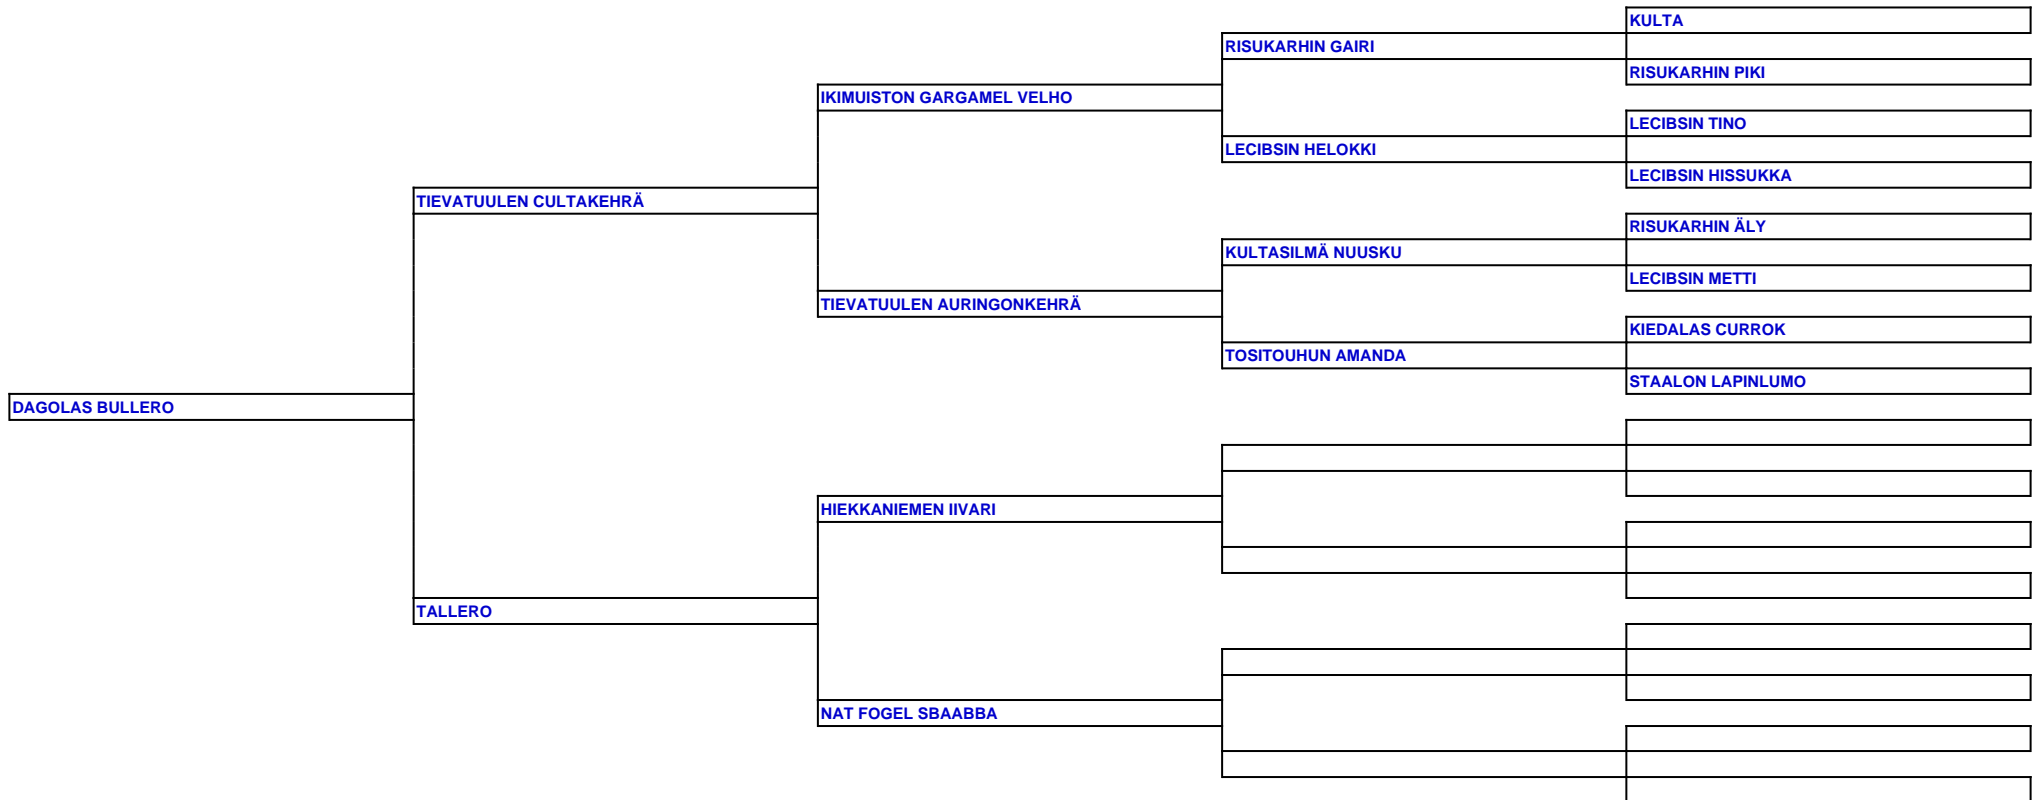 KULTA
RISUKARHIN GAIRI
RISUKARHIN PIKI
IKIMUISTON GARGAMEL VELHO
LECIBSIN TINO
LECIBSIN HELOKKI
LECIBSIN HISSUKKA
TIEVATUULEN CULTAKEHRÄ
RISUKARHIN ÄLY
KULTASILMÄ NUUSKU
LECIBSIN METTI
TIEVATUULEN AURINGONKEHRÄ
KIEDALAS CURROK
TOSITOUHUN AMANDA
STAALON LAPINLUMO
DAGOLAS BULLERO
HIEKKANIEMEN IIVARI
TALLERO
NAT FOGEL SBAABBA